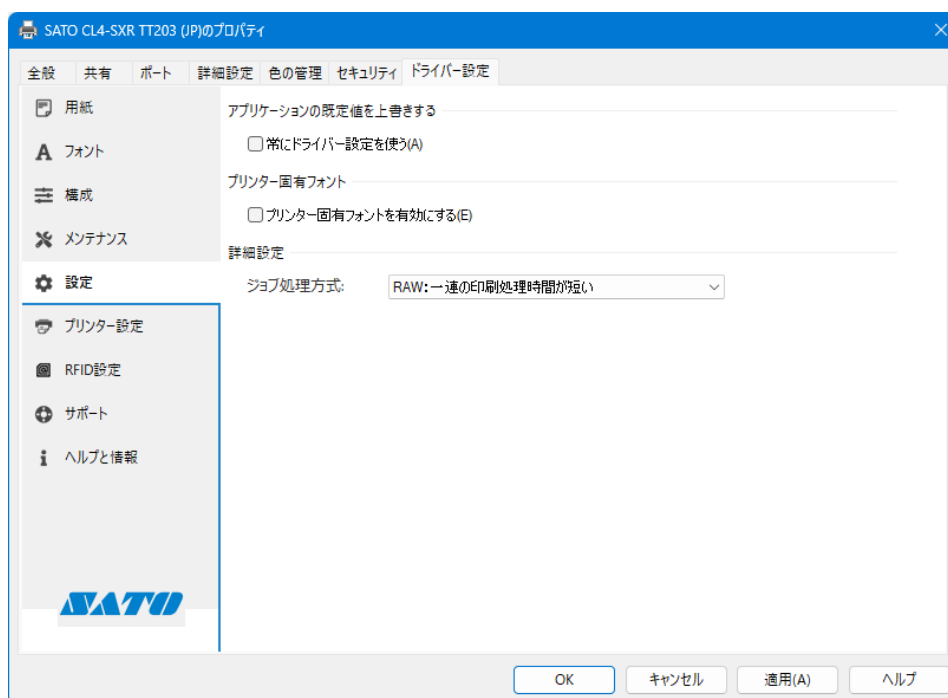 SATO CL4-SXR TT203 (JP)のプロパティ
全般 共有 ポート 詳細設定 色の管理 セキュリティ ドライバー設定
用紙
フォント
構成
メンテナンス
設定
プリンター設定
RFID設定
サポート
ヘルプと情報
SATO
アプリケーションの既定値を上書きする
常にドライバー設定を使う(A)
プリンター固有フォント
プリンター固有フォントを有効にする(E)
詳細設定
ジョブ処理方式: RAW:一連の印刷処理時間が短い
OK キャンセル 適用(A) ヘルプ